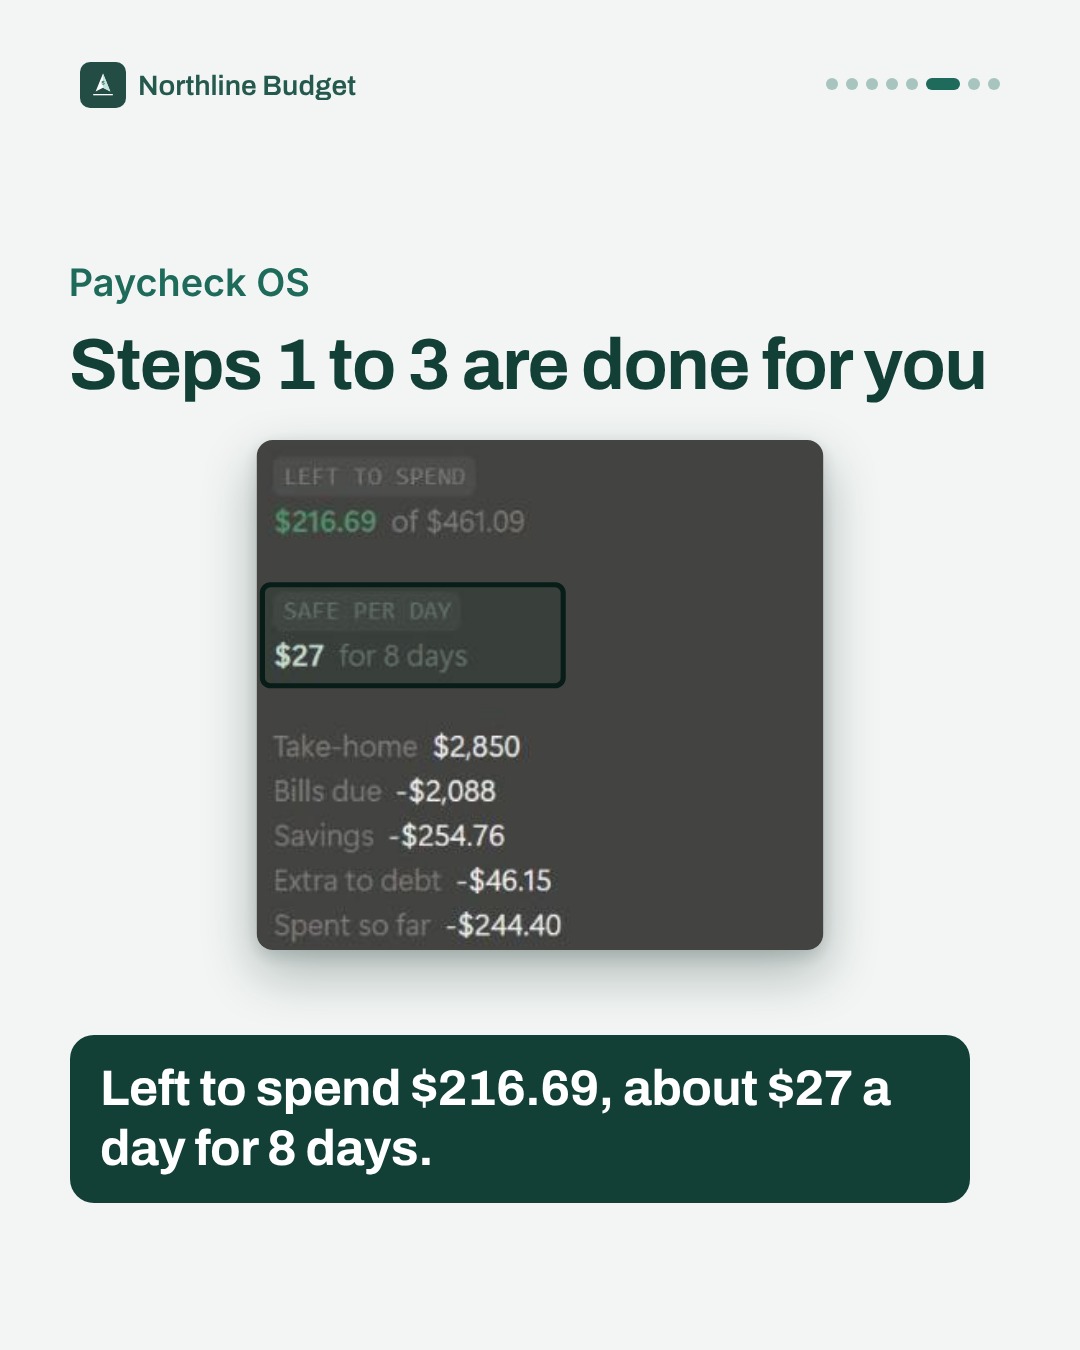 Northline Budget
Paycheck OS
Steps 1 to 3 are done for you
LEFT TO SPEND
$216.69 of $461.09
SAFE PER DAY
$27 for 8 days
Take-home $2,850
Bills due -$2,088
Savings -$254.76
Extra to debt -$46.15
Spent so far -$244.40
Left to spend $216.69, about $27 a
day for 8 days.